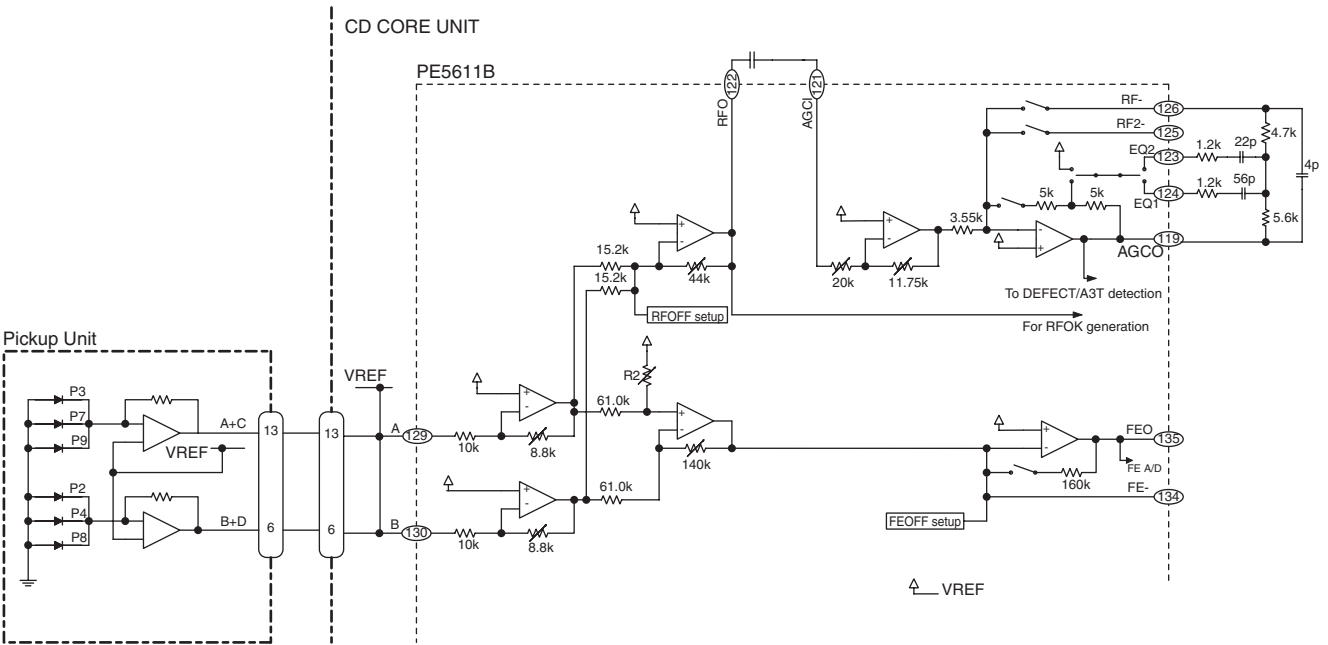 CD CORE UNIT
PE5611B
RFO
122
AGCI
121
RF-
126
RF2-
125
EQ2
123
EQ1
124
1.2k
22p
1.2k
56p
4.7k
5.6k
4p
5k
5k
3.55k
AGCO
119
To DEFECT/A3T detection
For RFOK generation
15.2k
15.2k
44k
20k
11.75k
RFOFF setup
Pickup Unit
P3
P7
P9
P2
P4
P8
A+C
VREF
B+D
13
6
13
6
VREF
A
129
B
130
10k
8.8k
10k
8.8k
61.0k
61.0k
R2
140k
FEO
135
FE A/D
160k
FE-
134
FEOFF setup
VREF
+
-
+
-
+
-
-
+
+
-
+
-
+
-
+
-